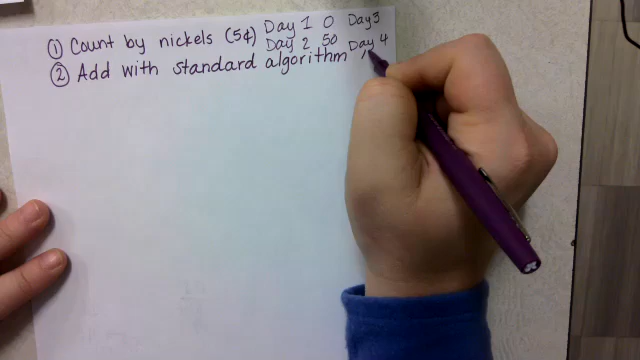 ① Count by nickels (5¢) Day 1 0 Day 3
Day 2 50 Day 4
② Add with standard algorithm